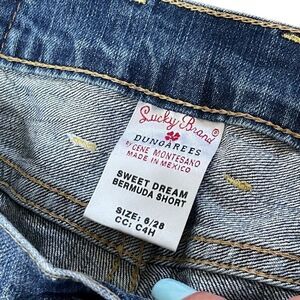 Lucky Brand®
DUNGAREES
by GENE MONTESANO
MADE IN MEXICO
SWEET DREAM
BERMUDA SHORT
SIZE: 6/28
CC: C4H